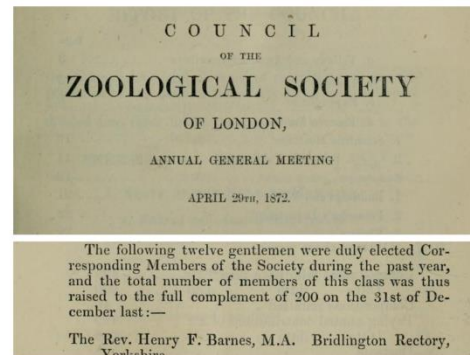 COUNCIL
OF THE
ZOOLOGICAL SOCIETY
OF LONDON,
ANNUAL GENERAL MEETING
APRIL 29TH, 1872.
The following twelve gentlemen were duly elected Cor-
responding Members of the Society during the past year,
and the total number of members of this class was thus
raised to the full complement of 200 on the 31st of De-
cember last:—
The Rev. Henry F. Barnes, M.A. Bridlington Rectory,
Yorkshire